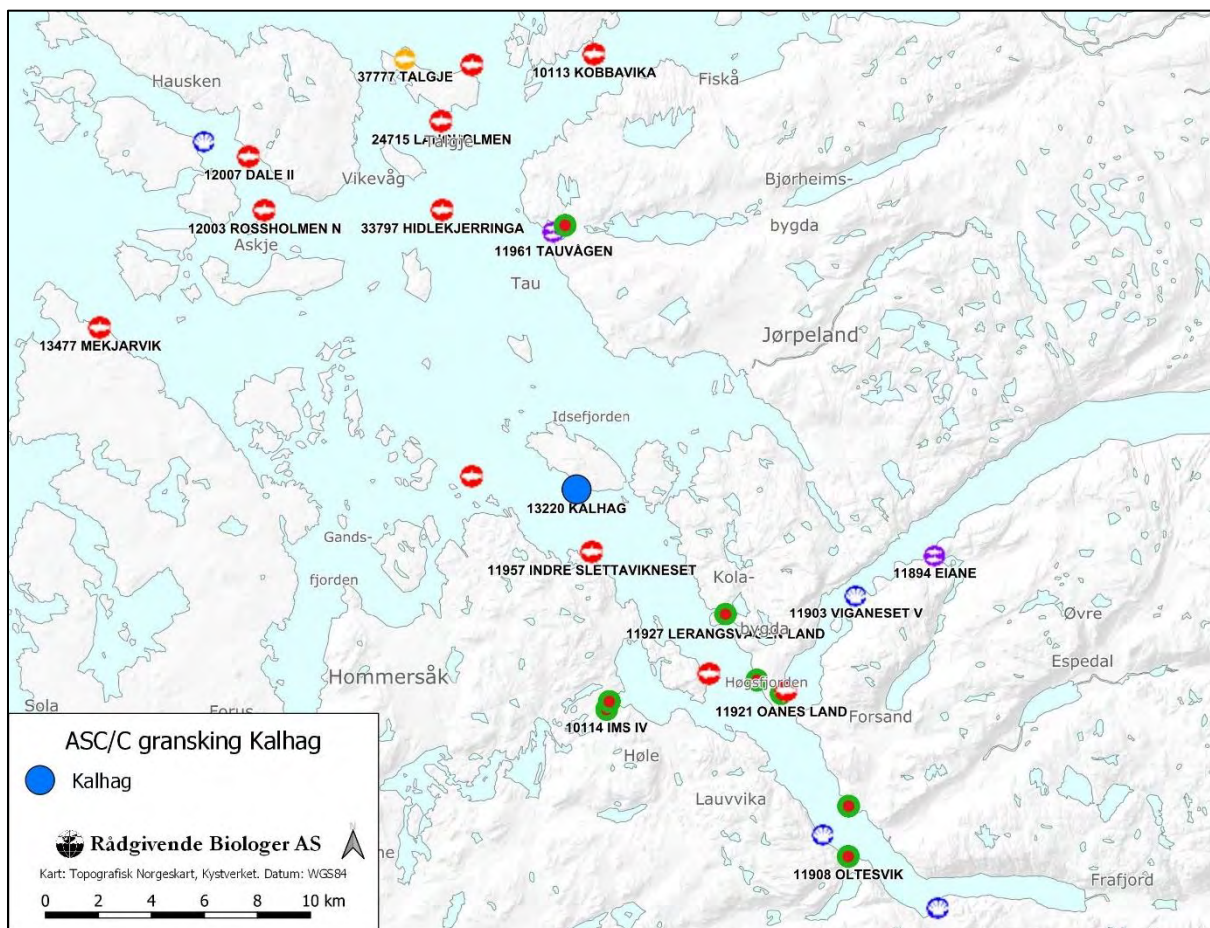 Hausken
37777 TALGJE
10113 KOBBAVIKA
Fiskå
Talgje
12007 DALE II
Vikevåg
Bjørheims-
bygda
12003 ROSSHOLMEN N
33797 HIDLEKJERRINGA
11961 TAUVÅGEN
Askje
Tau
13477 MEKJARVIK
Jørpeland
Idsefjorden
13220 KALHAG
Gands-
fjorden
11957 INDRE SLETTAVIKNESET
11894 EIANE
Kola-
bygda
11903 VIGANESET V
Øvre
11927 LERANGSVÅGEN LAND
Espedal
Hommersåk
Høgsfjorden
11921 OANES LAND
Forsand
Sola
Forus
10114 IMS IV
Høle
Lauvvika
11908 OLTESVIK
Frafjord
ASC/C gransking Kalhag
Kalhag
Rådgivende Biologer AS
N
Kart: Topografisk Norgeskart, Kystverket. Datum: WGS84
0 2 4 6 8 10 km